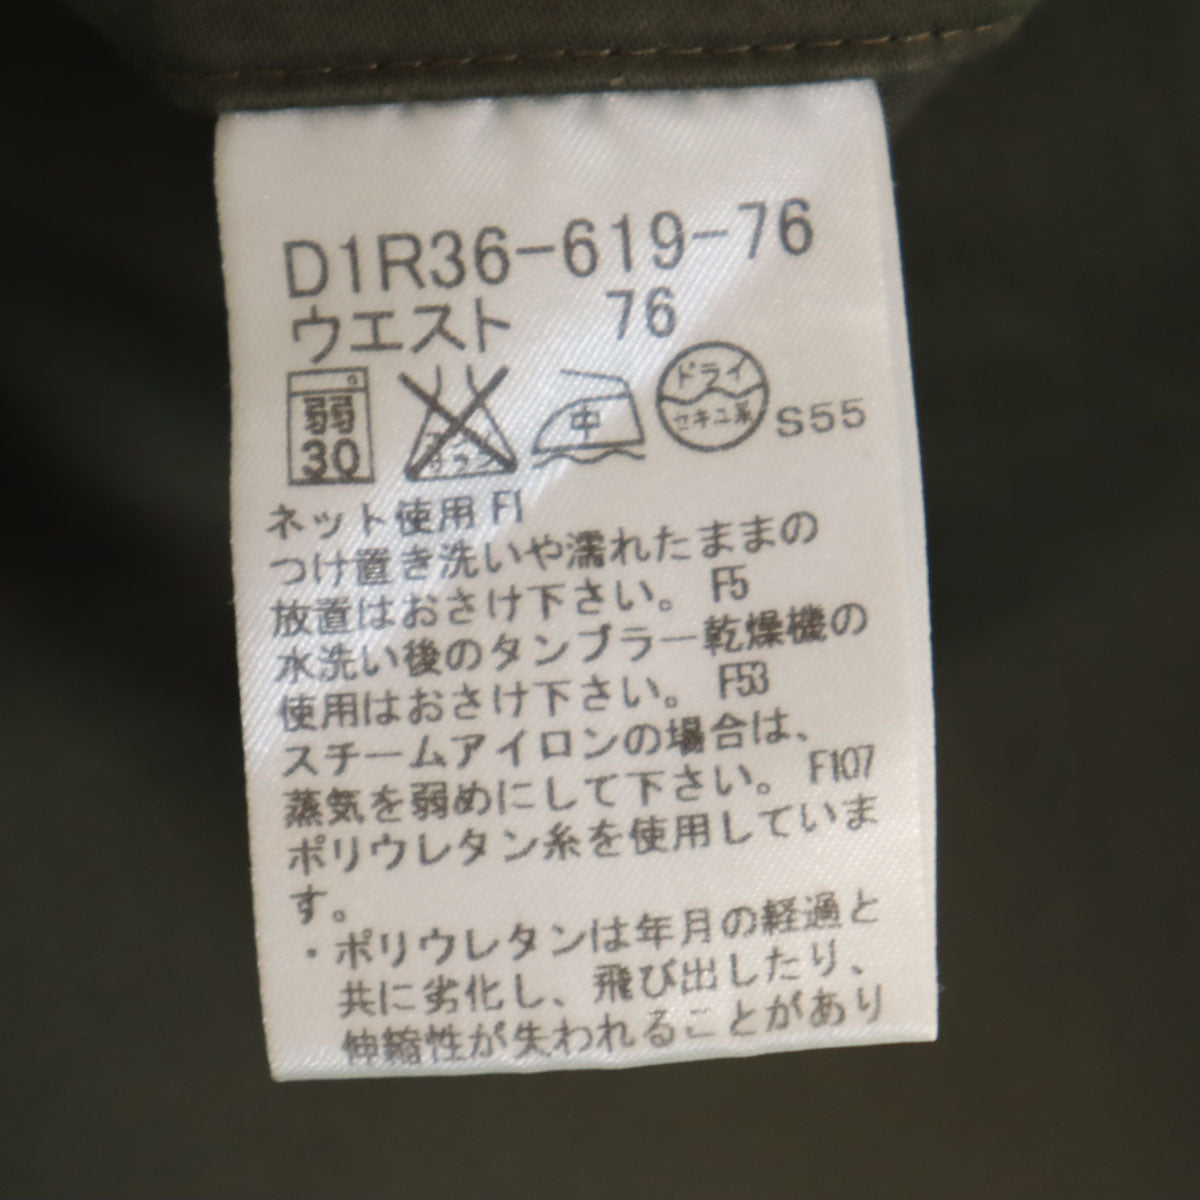 D1R36-619-76
ウエスト 76
弱
30
中
ドライ
セキユ系
S55
ネット使用 F1
つけ置き洗いや濡れたままの
放置はおさけ下さい。 F5
水洗い後のタンブラー乾燥機の
使用はおさけ下さい。 F53
スチームアイロンの場合は、
蒸気を弱めにして下さい。 F107
ポリウレタン糸を使用していま
す。
・ポリウレタンは年月の経過と
共に劣化し、飛び出したり、
伸縮性が失われることがあり